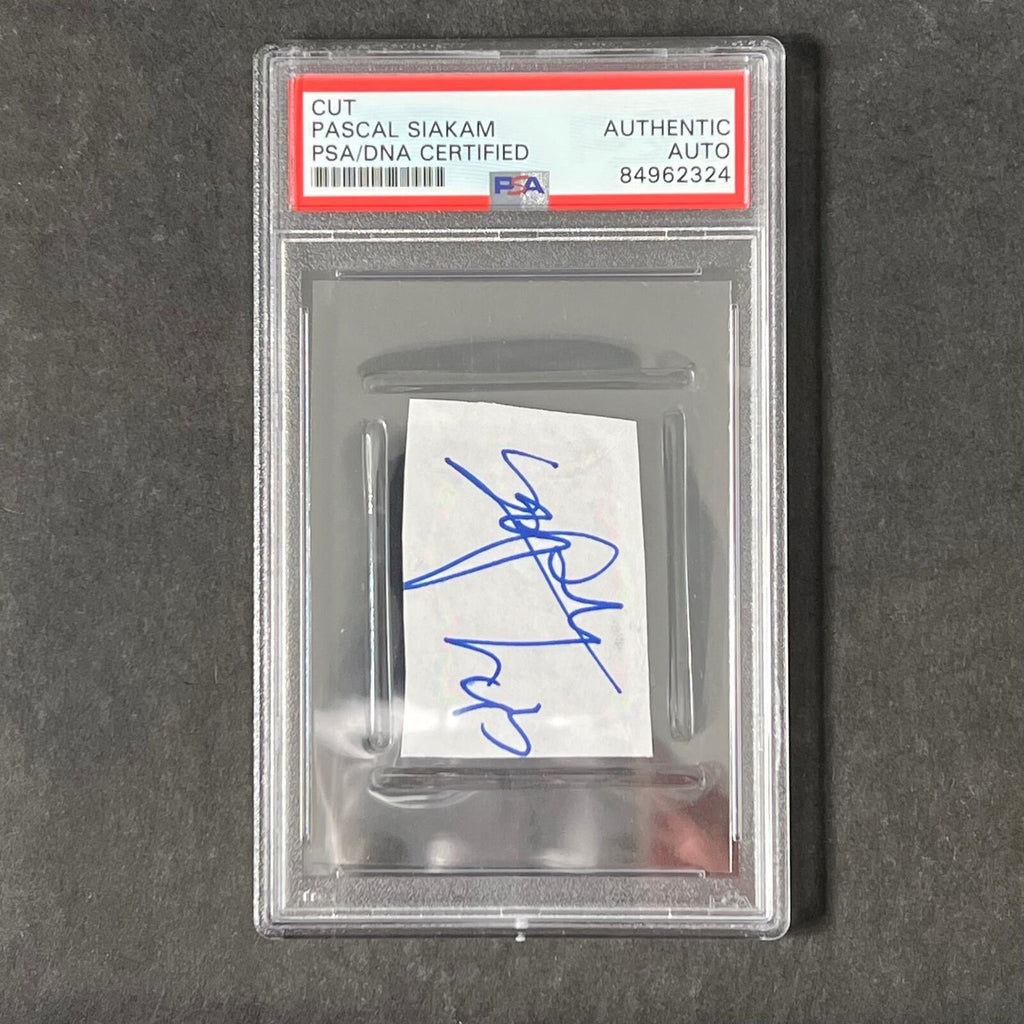 CUT
PASCAL SIAKAM
PSA/DNA CERTIFIED
AUTHENTIC
AUTO
84962324
PSA